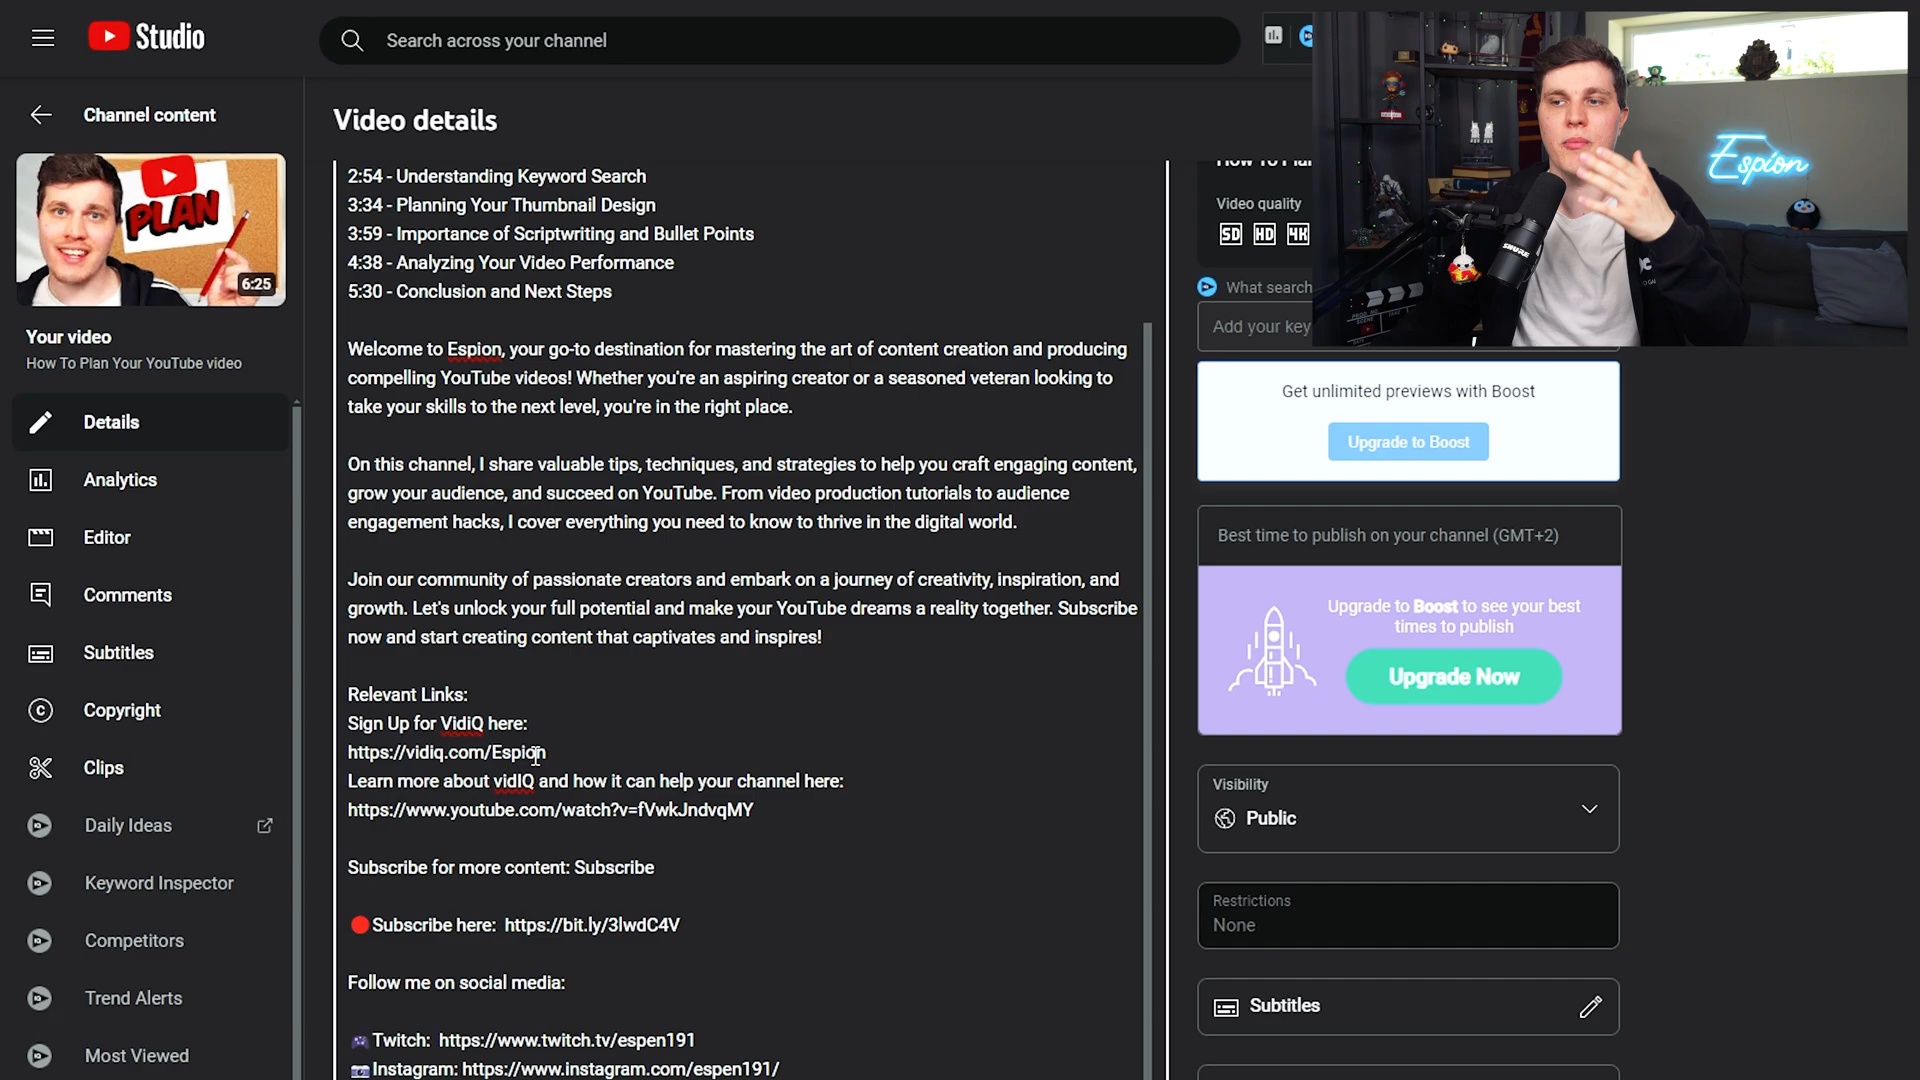 Studio
Search across your channel
Channel content
PLAN
6:25
Your video
How To Plan Your YouTube video
Details
Analytics
Editor
Comments
Subtitles
Copyright
Clips
Daily Ideas
Keyword Inspector
Competitors
Trend Alerts
Most Viewed
Video details
2:54 - Understanding Keyword Search
3:34 - Planning Your Thumbnail Design
3:59 - Importance of Scriptwriting and Bullet Points
4:38 - Analyzing Your Video Performance
5:30 - Conclusion and Next Steps
Welcome to Espion, your go-to destination for mastering the art of content creation and producing
compelling YouTube videos! Whether you're an aspiring creator or a seasoned veteran looking to
take your skills to the next level, you're in the right place.
On this channel, I share valuable tips, techniques, and strategies to help you craft engaging content,
grow your audience, and succeed on YouTube. From video production tutorials to audience
engagement hacks, I cover everything you need to know to thrive in the digital world.
Join our community of passionate creators and embark on a journey of creativity, inspiration, and
growth. Let's unlock your full potential and make your YouTube dreams a reality together. Subscribe
now and start creating content that captivates and inspires!
Relevant Links:
Sign Up for VidiQ here:
https://vidiq.com/Espion
Learn more about vidIQ and how it can help your channel here:
https://www.youtube.com/watch?v=fVwkJndvqMY
Subscribe for more content: Subscribe
🔴Subscribe here: https://bit.ly/3lwdC4V
Follow me on social media:
🎮Twitch: https://www.twitch.tv/espen191
📷Instagram: https://www.instagram.com/espen191/
How To Plan
Video quality
SD HD 4K
What search
Add your key
Get unlimited previews with Boost
Upgrade to Boost
Best time to publish on your channel (GMT+2)
Upgrade to Boost to see your best
times to publish
Upgrade Now
Visibility
Public
Restrictions
None
Subtitles
Espion
SHURE